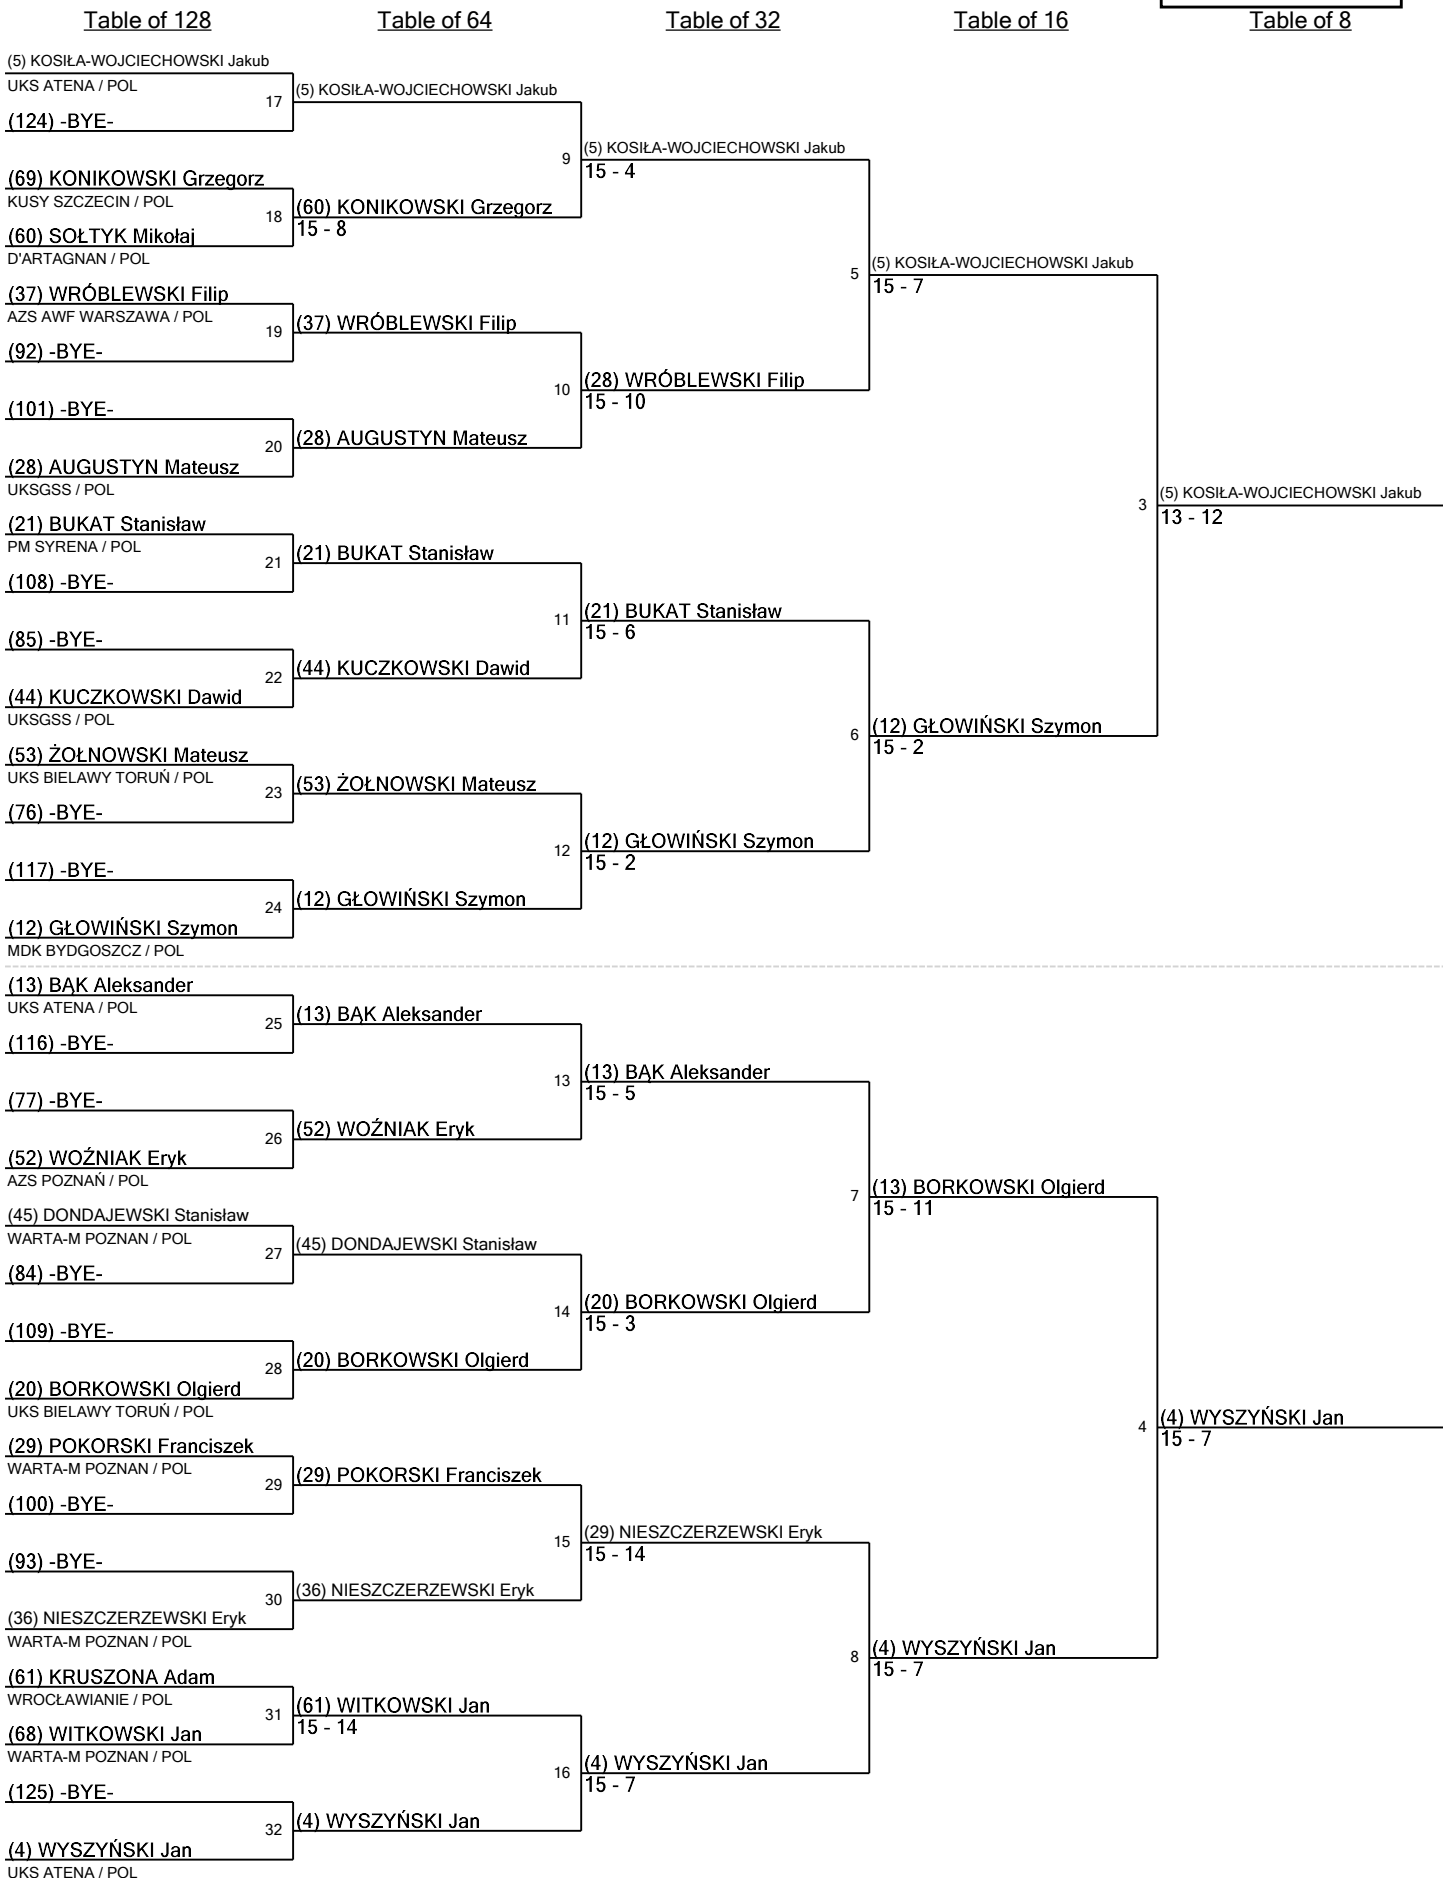 Table of 128
Table of 64
Table of 32
Table of 16
Table of 8
(5) KOSIŁA-WOJCIECHOWSKI Jakub
UKS ATENA / POL
17
(124) -BYE-
(69) KONIKOWSKI Grzegorz
KUSY SZCZECIN / POL
18
(60) SOŁTYK Mikołaj
D'ARTAGNAN / POL
(37) WRÓBLEWSKI Filip
AZS AWF WARSZAWA / POL
19
(92) -BYE-
(101) -BYE-
20
(28) AUGUSTYN Mateusz
UKSGSS / POL
(21) BUKAT Stanisław
PM SYRENA / POL
21
(108) -BYE-
(85) -BYE-
22
(44) KUCZKOWSKI Dawid
UKSGSS / POL
(53) ŻOŁNOWSKI Mateusz
UKS BIELAWY TORUŃ / POL
23
(76) -BYE-
(117) -BYE-
24
(12) GŁOWIŃSKI Szymon
MDK BYDGOSZCZ / POL
(13) BĄK Aleksander
UKS ATENA / POL
25
(116) -BYE-
(77) -BYE-
26
(52) WOŹNIAK Eryk
AZS POZNAŃ / POL
(45) DONDAJEWSKI Stanisław
WARTA-M POZNAN / POL
27
(84) -BYE-
(109) -BYE-
28
(20) BORKOWSKI Olgierd
UKS BIELAWY TORUŃ / POL
(29) POKORSKI Franciszek
WARTA-M POZNAN / POL
29
(100) -BYE-
(93) -BYE-
30
(36) NIESZCZERZEWSKI Eryk
WARTA-M POZNAN / POL
(61) KRUSZONA Adam
WROCŁAWIANIE / POL
31
(68) WITKOWSKI Jan
WARTA-M POZNAN / POL
(125) -BYE-
32
(4) WYSZYŃSKI Jan
UKS ATENA / POL
(5) KOSIŁA-WOJCIECHOWSKI Jakub
9
(60) KONIKOWSKI Grzegorz
15 - 8
(37) WRÓBLEWSKI Filip
10
(28) AUGUSTYN Mateusz
(21) BUKAT Stanisław
11
(44) KUCZKOWSKI Dawid
(53) ŻOŁNOWSKI Mateusz
12
(12) GŁOWIŃSKI Szymon
(13) BĄK Aleksander
13
(52) WOŹNIAK Eryk
(45) DONDAJEWSKI Stanisław
14
(20) BORKOWSKI Olgierd
(29) POKORSKI Franciszek
15
(36) NIESZCZERZEWSKI Eryk
(61) WITKOWSKI Jan
15 - 14
16
(4) WYSZYŃSKI Jan
(5) KOSIŁA-WOJCIECHOWSKI Jakub
15 - 4
5
(28) WRÓBLEWSKI Filip
15 - 10
(21) BUKAT Stanisław
15 - 6
6
(12) GŁOWIŃSKI Szymon
15 - 2
(13) BĄK Aleksander
15 - 5
7
(20) BORKOWSKI Olgierd
15 - 3
(29) NIESZCZERZEWSKI Eryk
15 - 14
8
(4) WYSZYŃSKI Jan
15 - 7
(5) KOSIŁA-WOJCIECHOWSKI Jakub
15 - 7
3
(12) GŁOWIŃSKI Szymon
15 - 2
(13) BORKOWSKI Olgierd
15 - 11
4
(4) WYSZYŃSKI Jan
15 - 7
(5) KOSIŁA-WOJCIECHOWSKI Jakub
13 - 12
(4) WYSZYŃSKI Jan
15 - 7